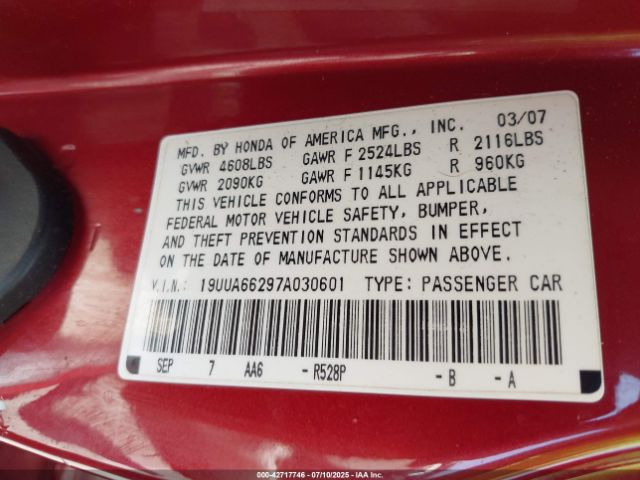 MFD. BY HONDA OF AMERICA MFG., INC. 03/07
GVWR 4608LBS GAWR F 2524LBS R 2116LBS
GVWR 2090KG GAWR F 1145KG R 960KG
THIS VEHICLE CONFORMS TO ALL APPLICABLE
FEDERAL MOTOR VEHICLE SAFETY, BUMPER,
AND THEFT PREVENTION STANDARDS IN EFFECT
ON THE DATE OF MANUFACTURE SHOWN ABOVE.
V.I.N.: 19UUA66297A030601 TYPE: PASSENGER CAR
SEP 7 AA6 -R528P -B -A
000-42717746 - 07/10/2025 - IAAI.COM